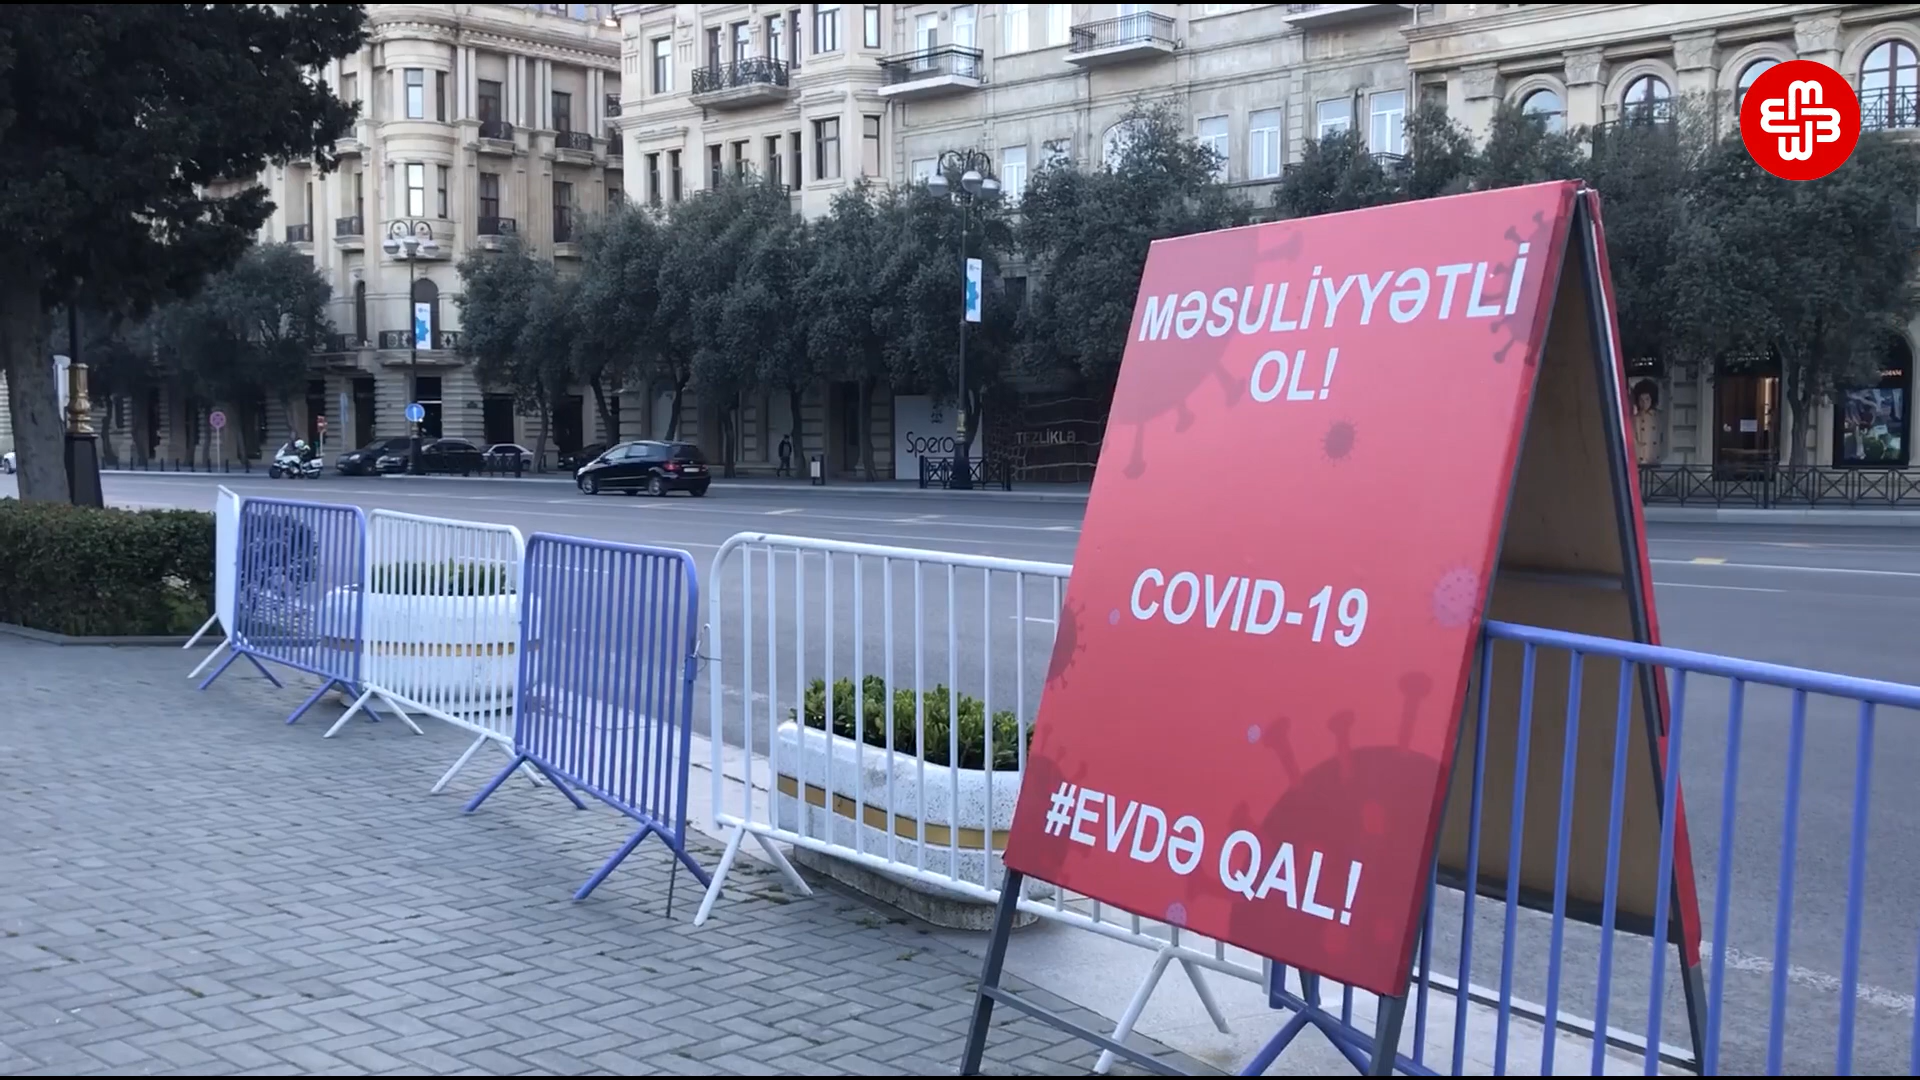 MƏSULİYYƏTLİ
OL!
COVID-19
#EVDƏ QAL!
Spero
TEZLİKLƏ